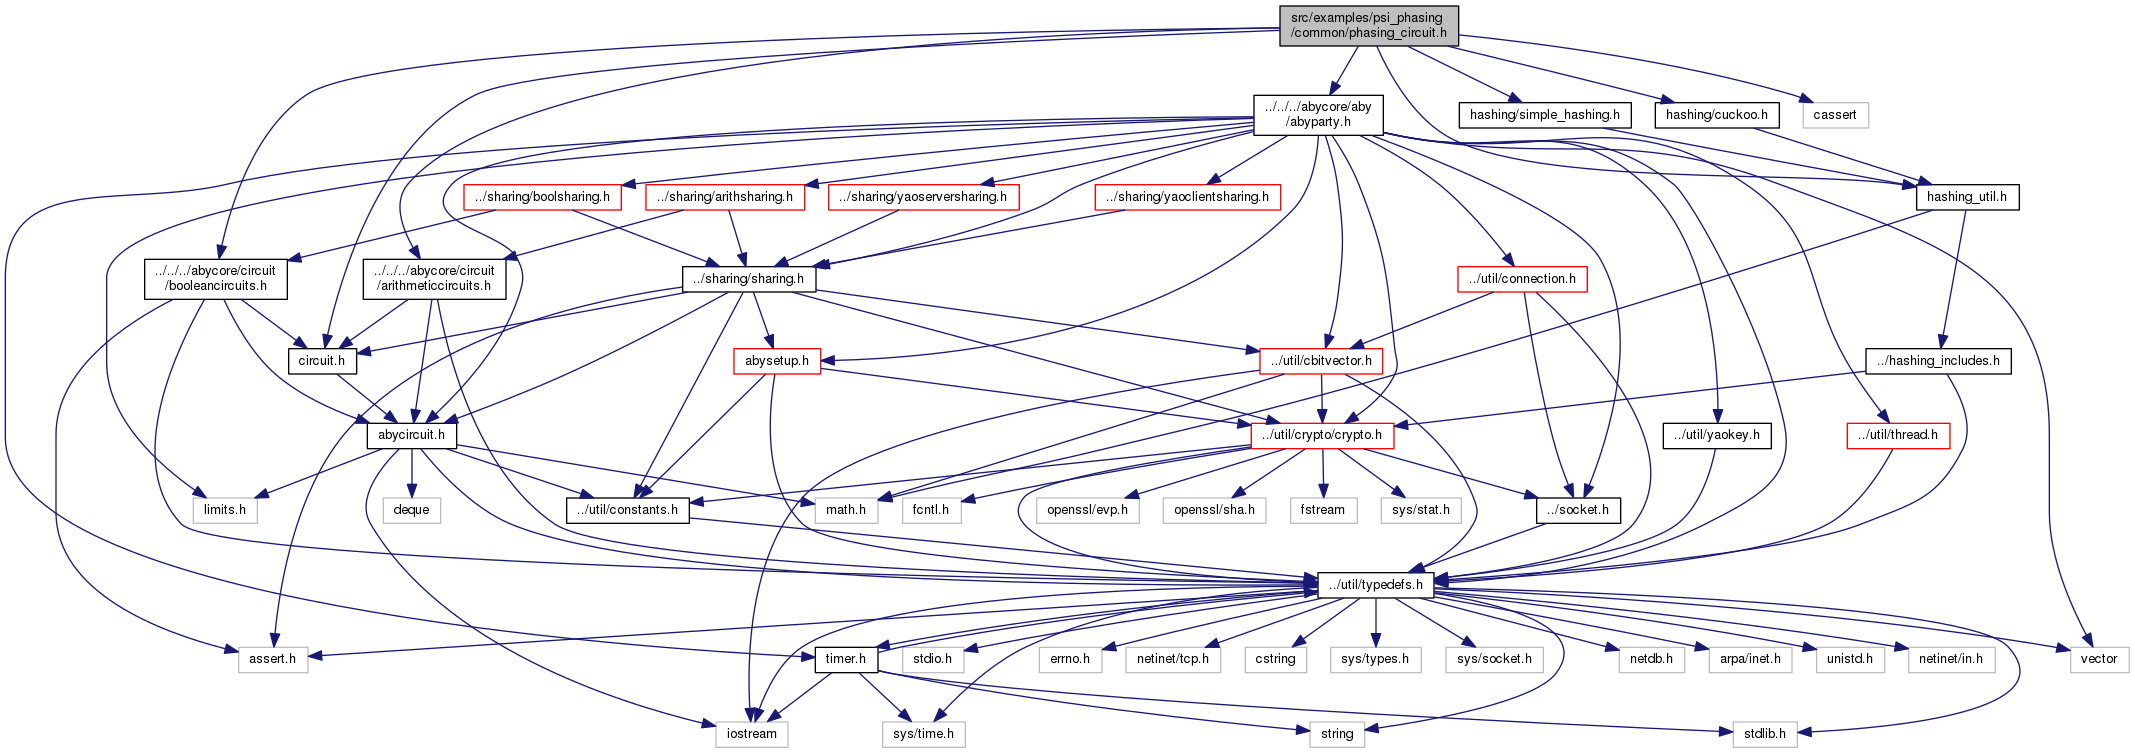 src/examples/psi_phasing
/common/phasing_circuit.h
../../../abycore/aby
/abyparty.h
hashing/simple_hashing.h
hashing/cuckoo.h
cassert
../sharing/boolsharing.h
../sharing/arithsharing.h
../sharing/yaoserversharing.h
../sharing/yaoclientsharing.h
hashing_util.h
../../../abycore/circuit
/booleancircuits.h
../../../abycore/circuit
/arithmeticcircuits.h
../sharing/sharing.h
../util/connection.h
circuit.h
abysetup.h
../util/cbitvector.h
../hashing_includes.h
abycircuit.h
../util/crypto/crypto.h
../util/yaokey.h
../util/thread.h
limits.h
deque
../util/constants.h
math.h
fcntl.h
openssl/evp.h
openssl/sha.h
fstream
sys/stat.h
../socket.h
../util/typedefs.h
assert.h
timer.h
stdio.h
errno.h
netinet/tcp.h
cstring
sys/types.h
sys/socket.h
netdb.h
arpa/inet.h
unistd.h
netinet/in.h
vector
iostream
sys/time.h
string
stdlib.h